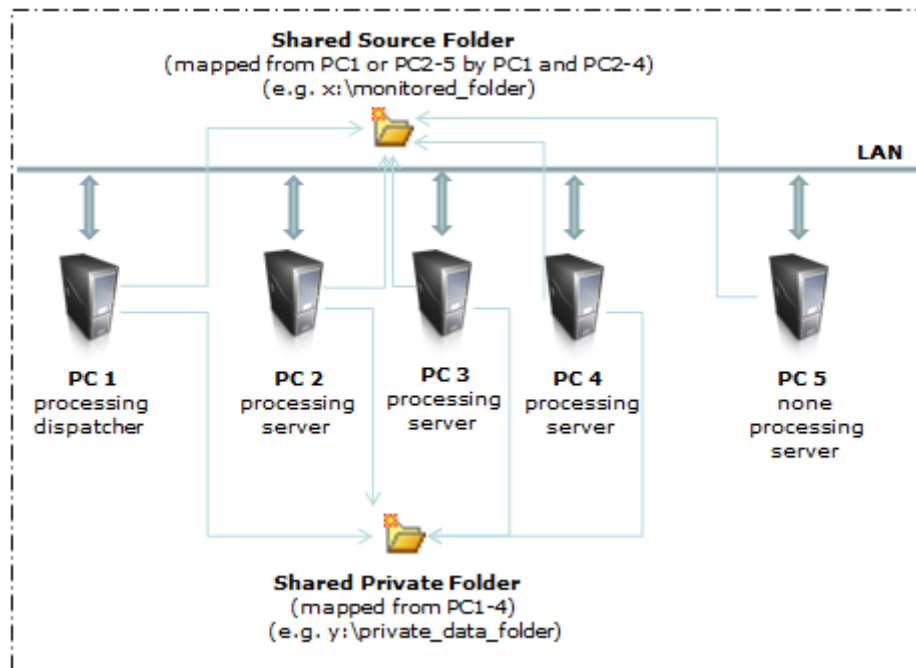 Shared Source Folder
(mapped from PC1 or PC2-5 by PC1 and PC2-4)
(e.g. x:\monitored_folder)
LAN
PC 1
processing
dispatcher
PC 2
processing
server
PC 3
processing
server
PC 4
processing
server
PC 5
none
processing
server
Shared Private Folder
(mapped from PC1-4)
(e.g. y:\private_data_folder)